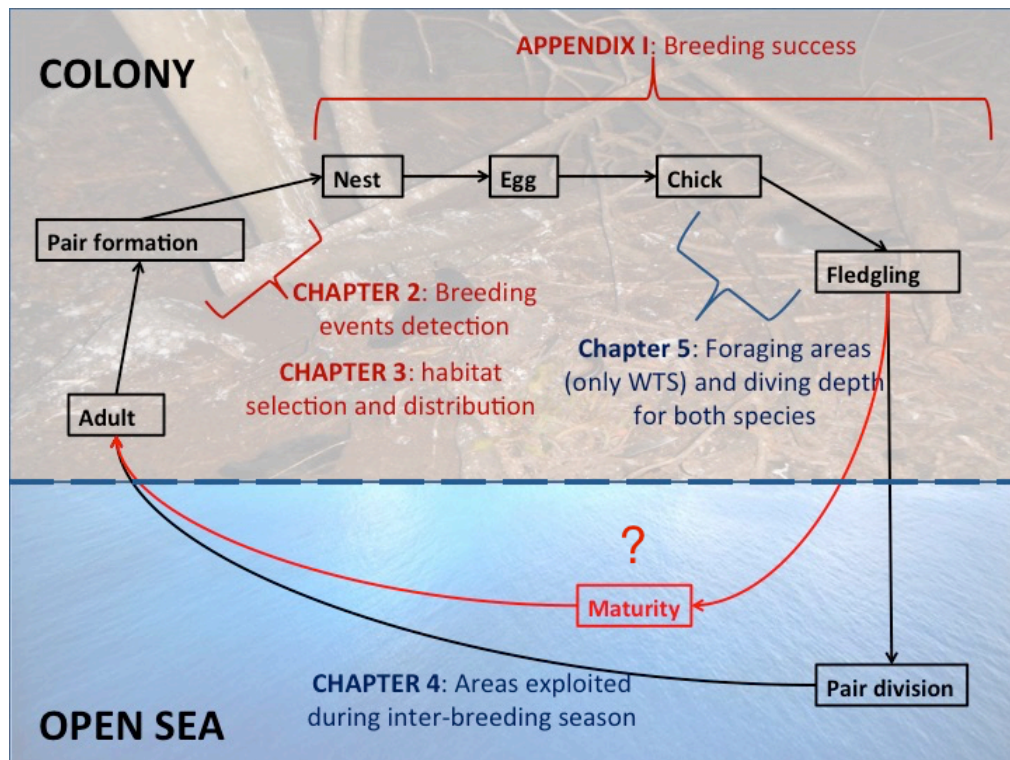 APPENDIX I: Breeding success
COLONY
Nest
Egg
Chick
Pair formation
Fledgling
CHAPTER 2: Breeding
events detection
CHAPTER 3: habitat
selection and distribution
Chapter 5: Foraging areas
(only WTS) and diving depth
for both species
Adult
?
Maturity
CHAPTER 4: Areas exploited
during inter-breeding season
Pair division
OPEN SEA